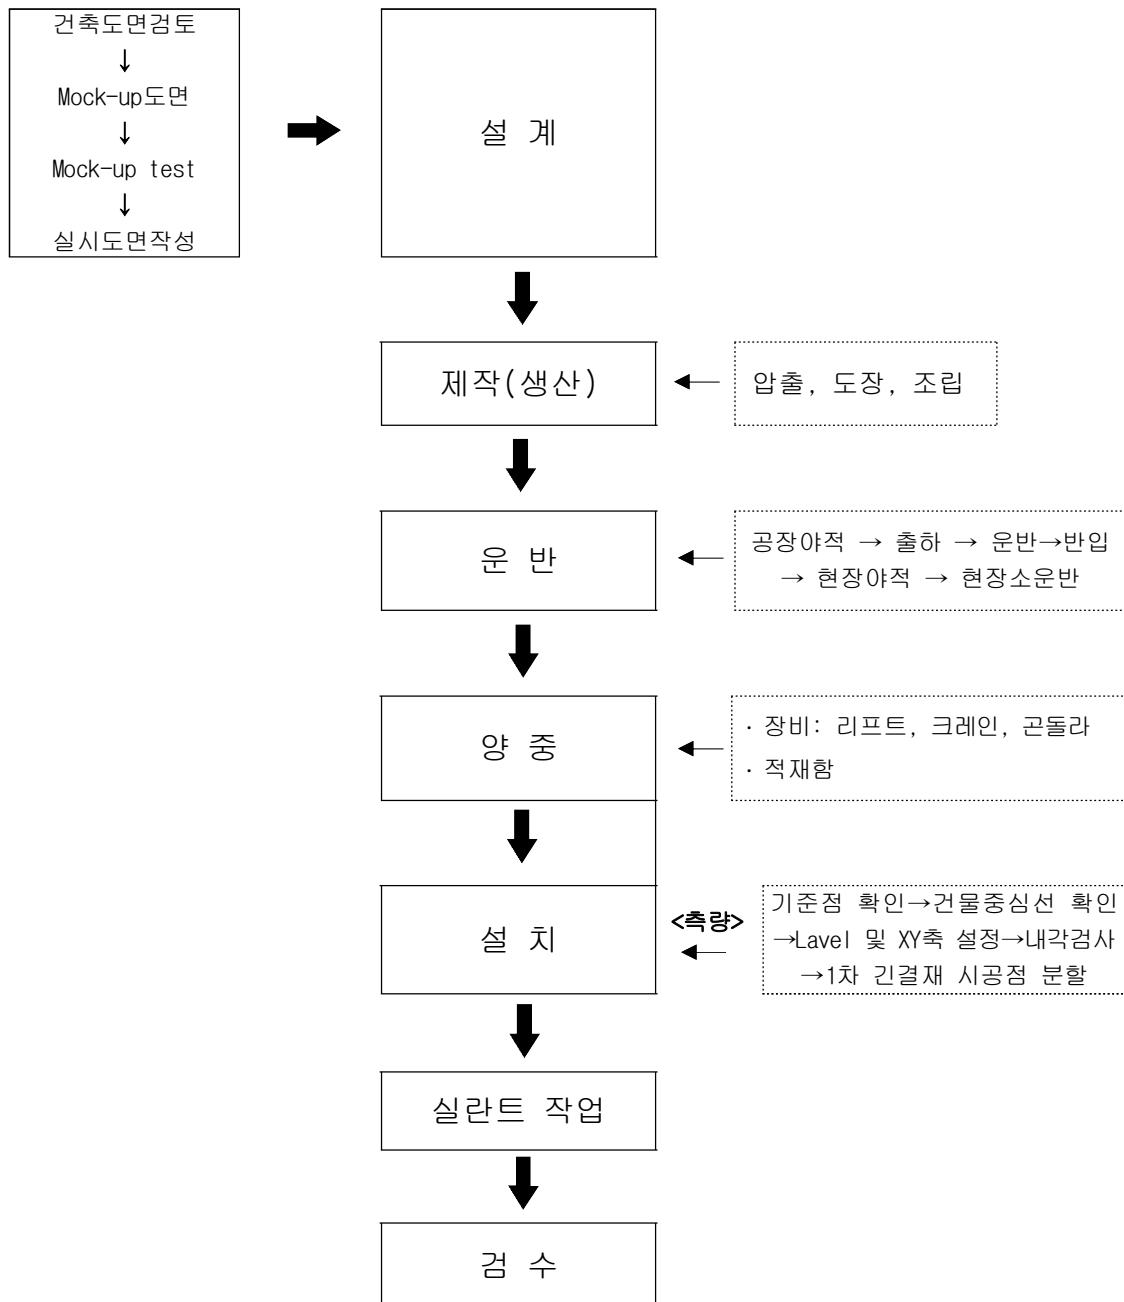 건축도면검토
↓
Mock-up도면
↓
Mock-up test
↓
실시도면작성
설 계
제작(생산)
압출, 도장, 조립
운 반
공장야적 → 출하 → 운반→반입
→ 현장야적 → 현장소운반
양 중
· 장비: 리프트, 크레인, 곤돌라
· 적재함
설 치
<측량>
기준점 확인→건물중심선 확인
→Lavel 및 XY축 설정→내각검사
→1차 긴결재 시공점 분할
실란트 작업
검 수